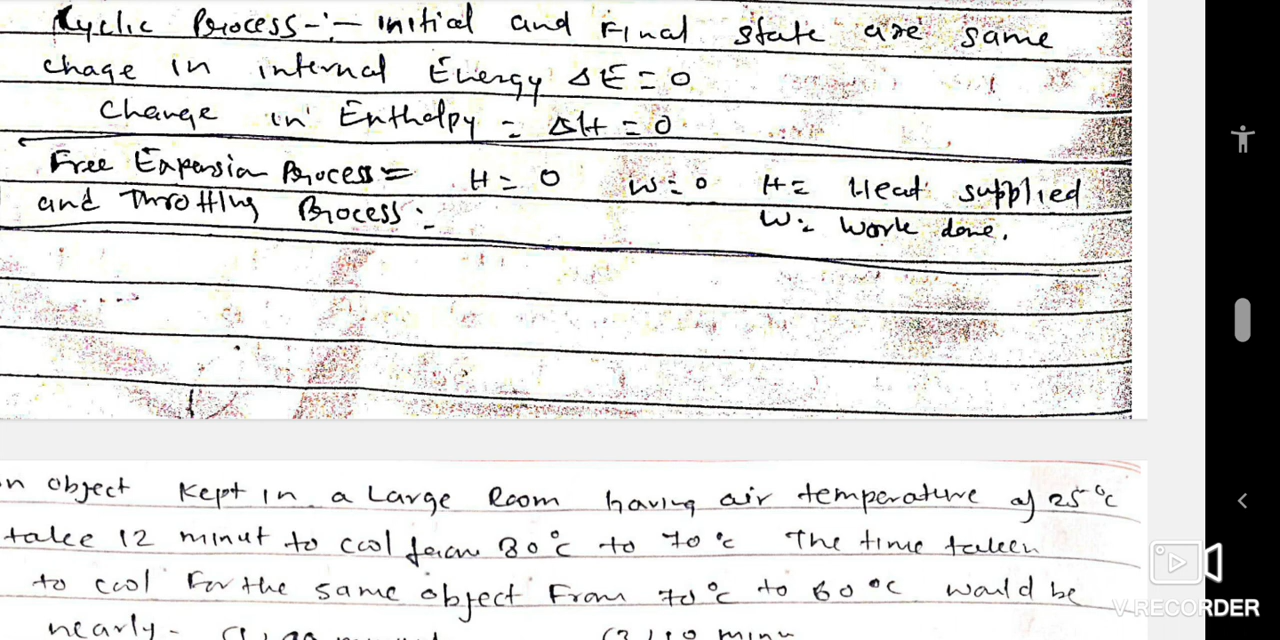 Cyclic Process-:- initial and Final state are same
chage in internal Energy ΔE = 0
Change in Enthalpy = ΔH = 0
Free Expansion Process = H = 0 W = 0 H = Heat supplied
and Throttling Process :- W = work done.
n object kept in a Large Room having air temperature of 25°C
take 12 minut to cool from 80°C to 70°C The time taken
to cool For the same object From 70°C to 60°C would be
nearly-
V RECORDER